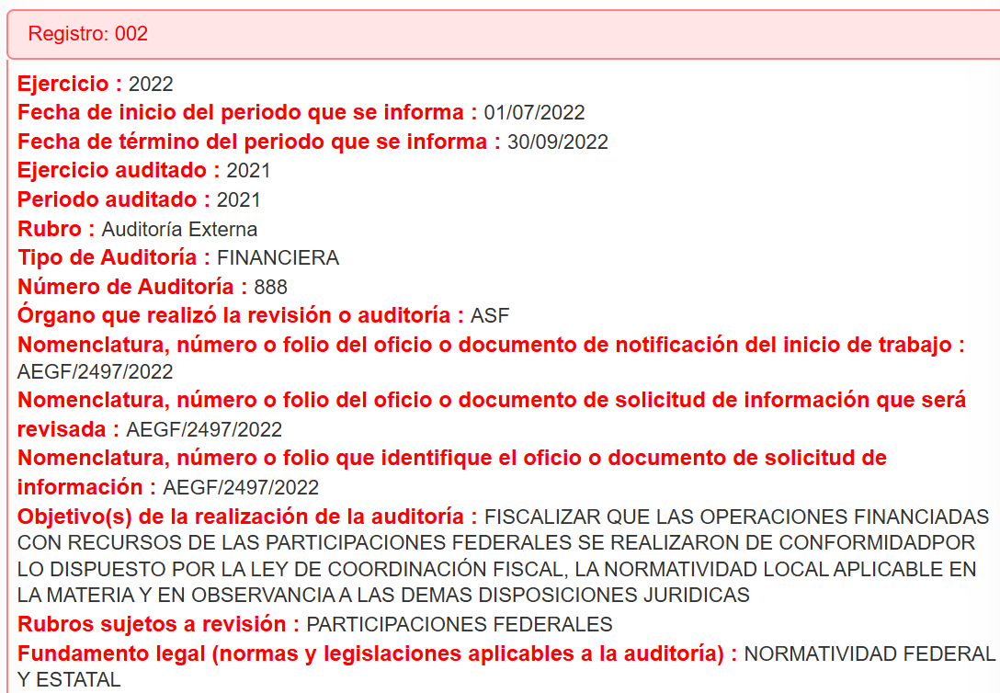 Registro: 002
Ejercicio : 2022
Fecha de inicio del periodo que se informa : 01/07/2022
Fecha de término del periodo que se informa : 30/09/2022
Ejercicio auditado : 2021
Periodo auditado : 2021
Rubro : Auditoría Externa
Tipo de Auditoría : FINANCIERA
Número de Auditoría : 888
Órgano que realizó la revisión o auditoría : ASF
Nomenclatura, número o folio del oficio o documento de notificación del inicio de trabajo :
AEGF/2497/2022
Nomenclatura, número o folio del oficio o documento de solicitud de información que será
revisada : AEGF/2497/2022
Nomenclatura, número o folio que identifique el oficio o documento de solicitud de
información : AEGF/2497/2022
Objetivo(s) de la realización de la auditoría : FISCALIZAR QUE LAS OPERACIONES FINANCIADAS
CON RECURSOS DE LAS PARTICIPACIONES FEDERALES SE REALIZARON DE CONFORMIDADPOR
LO DISPUESTO POR LA LEY DE COORDINACIÓN FISCAL, LA NORMATIVIDAD LOCAL APLICABLE EN
LA MATERIA Y EN OBSERVANCIA A LAS DEMAS DISPOSICIONES JURIDICAS
Rubros sujetos a revisión : PARTICIPACIONES FEDERALES
Fundamento legal (normas y legislaciones aplicables a la auditoría) : NORMATIVIDAD FEDERAL
Y ESTATAL